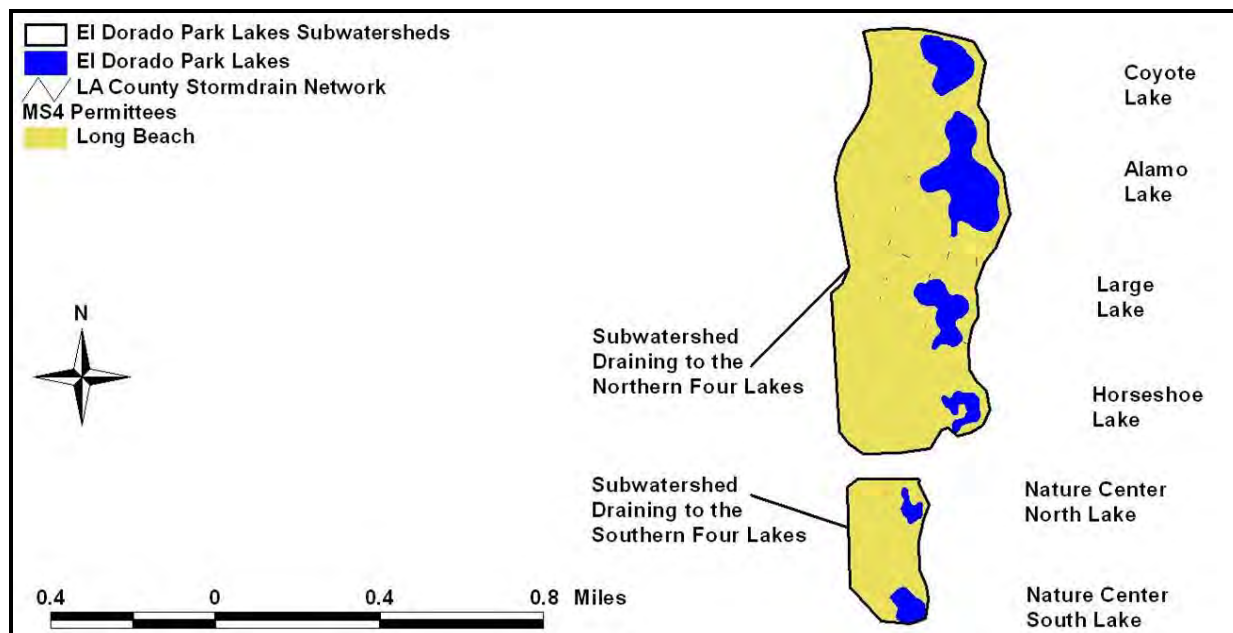 El Dorado Park Lakes Subwatersheds
El Dorado Park Lakes
LA County Stormdrain Network
MS4 Permittees
Long Beach
Coyote
Lake
Alamo
Lake
Large
Lake
Horseshoe
Lake
Nature Center
North Lake
Nature Center
South Lake
Subwatershed
Draining to the
Northern Four Lakes
Subwatershed
Draining to the
Southern Four Lakes
N
0.4 0 0.4 0.8 Miles